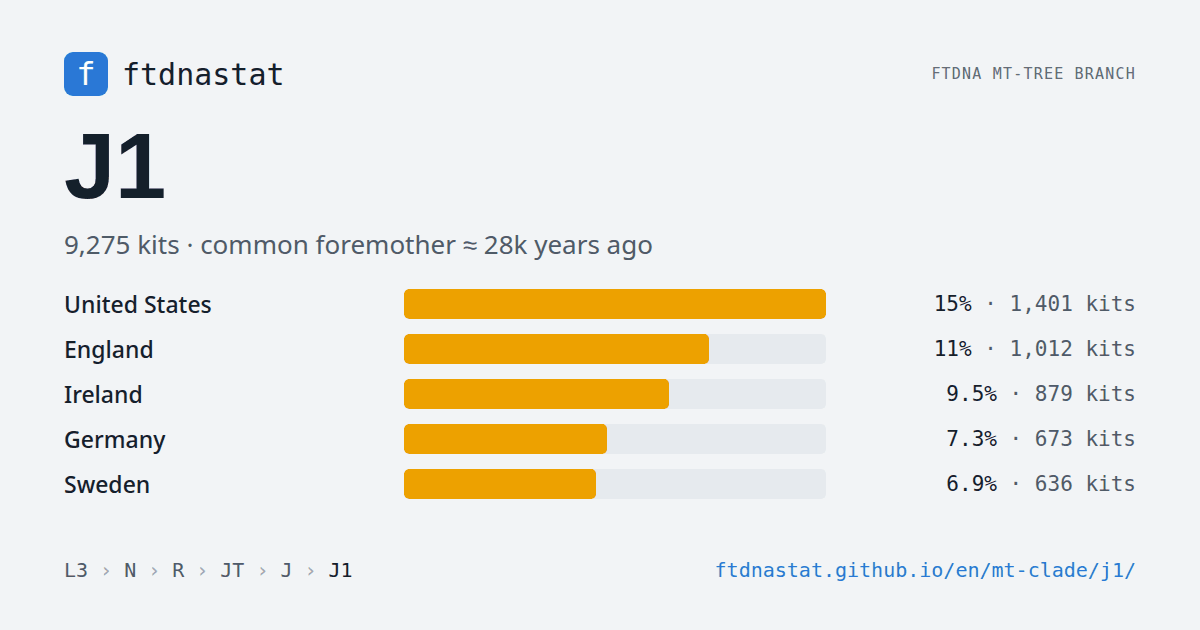 f ftdnastat
FTDNA MT-TREE BRANCH
J1
9,275 kits · common foremother ≈ 28k years ago
United States 15% · 1,401 kits
England 11% · 1,012 kits
Ireland 9.5% · 879 kits
Germany 7.3% · 673 kits
Sweden 6.9% · 636 kits
L3 › N › R › JT › J › J1
ftdnastat.github.io/en/mt-clade/j1/